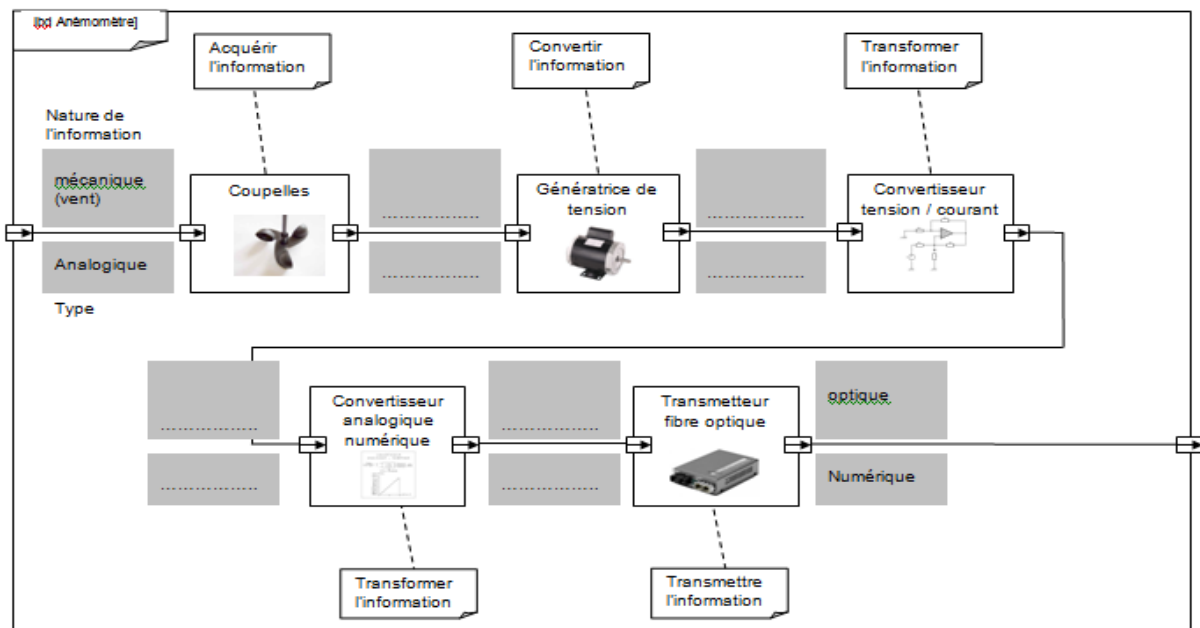 [ibd Anémomètre]
Acquérir
l'information
Convertir
l'information
Transformer
l'information
Nature de
l'information
mécanique
(vent)
Coupelles
.................
Génératrice de
tension
.................
Convertisseur
tension / courant
Analogique
.................
.................
Type
.................
Convertisseur
analogique
numérique
.................
Transmetteur
fibre optique
optique
.................
.................
Numérique
Transformer
l'information
Transmettre
l'information